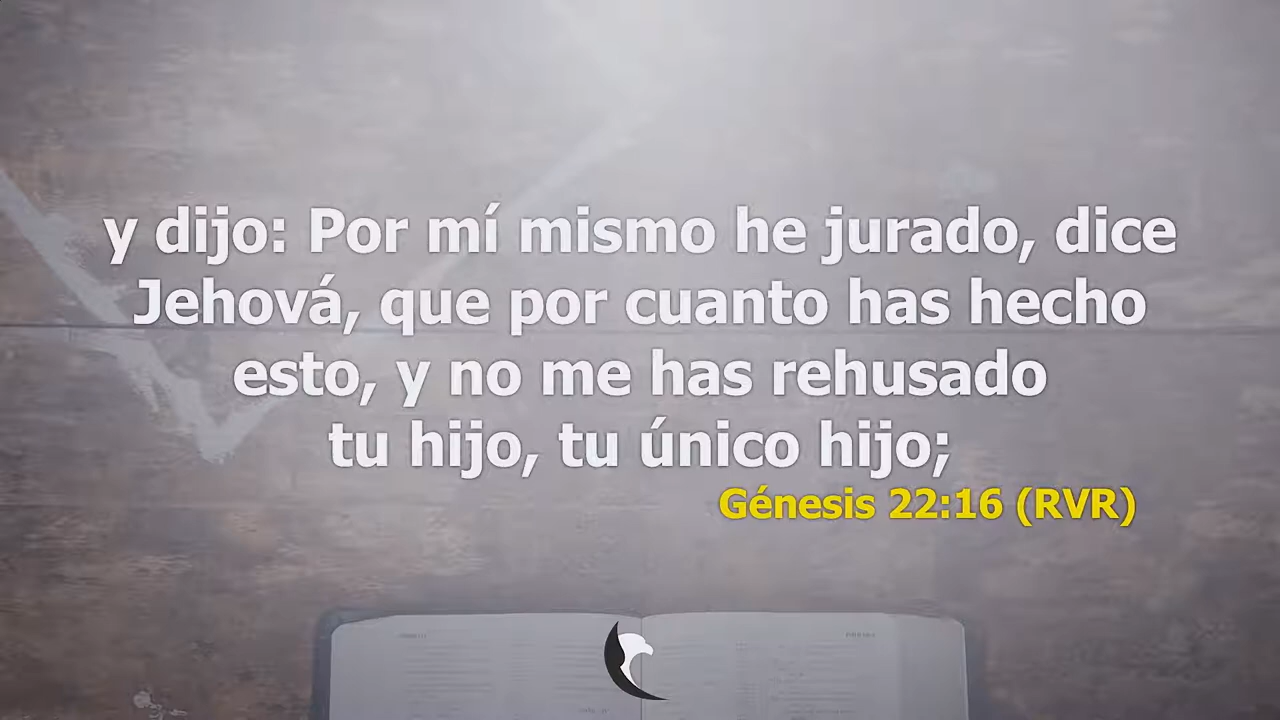 y dijo: Por mí mismo he jurado, dice
Jehová, que por cuanto has hecho
esto, y no me has rehusado
tu hijo, tu único hijo;
Génesis 22:16 (RVR)